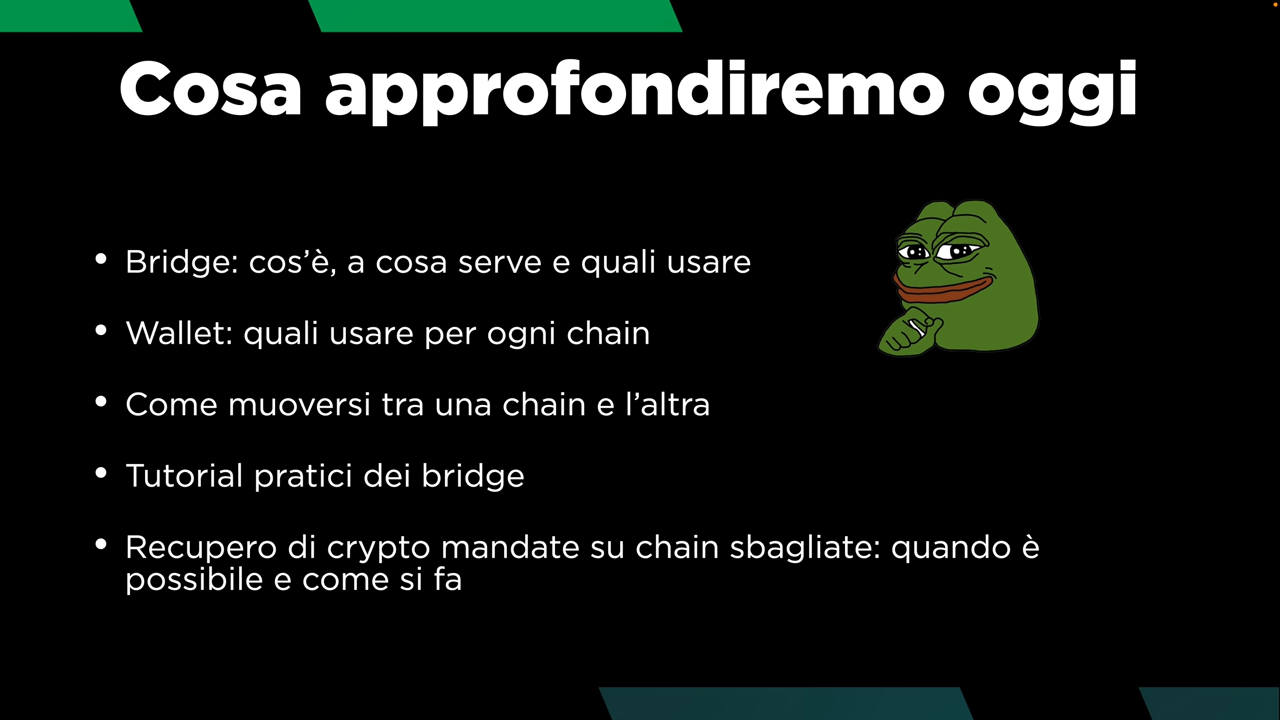 Cosa approfondiremo oggi
• Bridge: cos’è, a cosa serve e quali usare
• Wallet: quali usare per ogni chain
• Come muoversi tra una chain e l’altra
• Tutorial pratici dei bridge
• Recupero di crypto mandate su chain sbagliate: quando è
possibile e come si fa